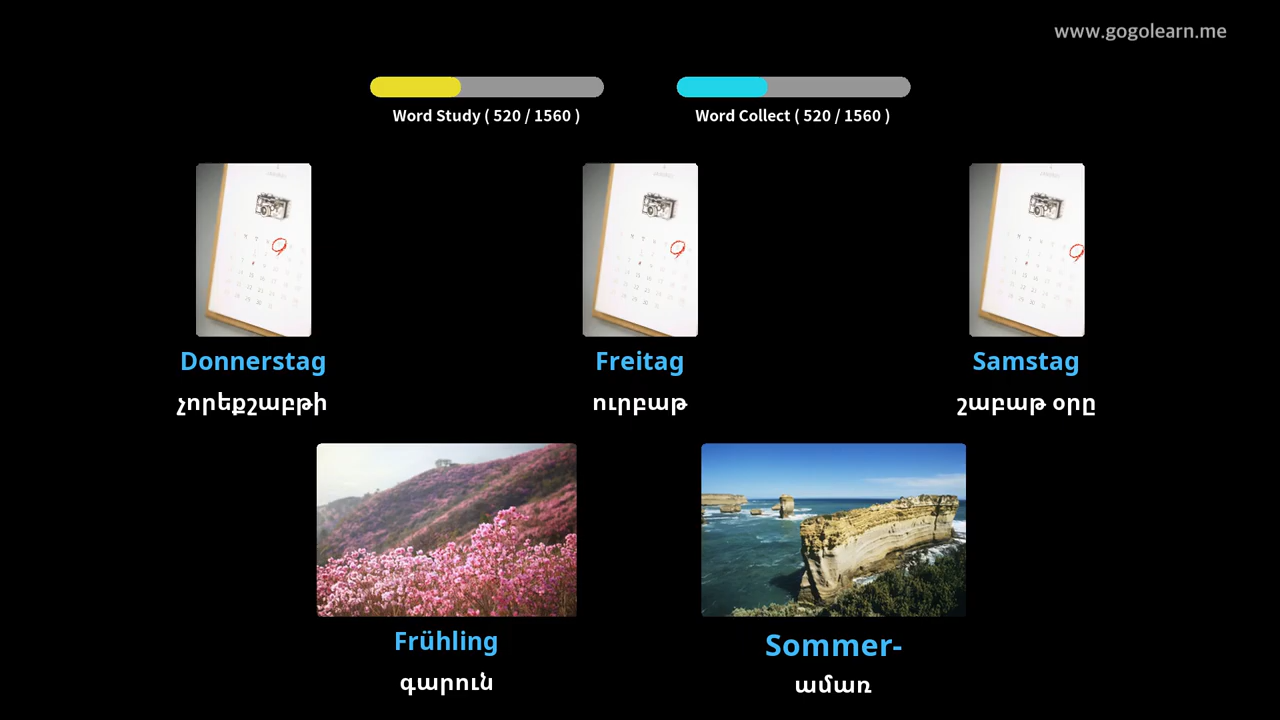 www.gogolearn.me
Word Study ( 520 / 1560 )
Word Collect ( 520 / 1560 )
Donnerstag
Freitag
Samstag
չորեքշաբթի
ուրբաթ
շաբաթ օրը
Frühling
Sommer-
գարուն
ամառ